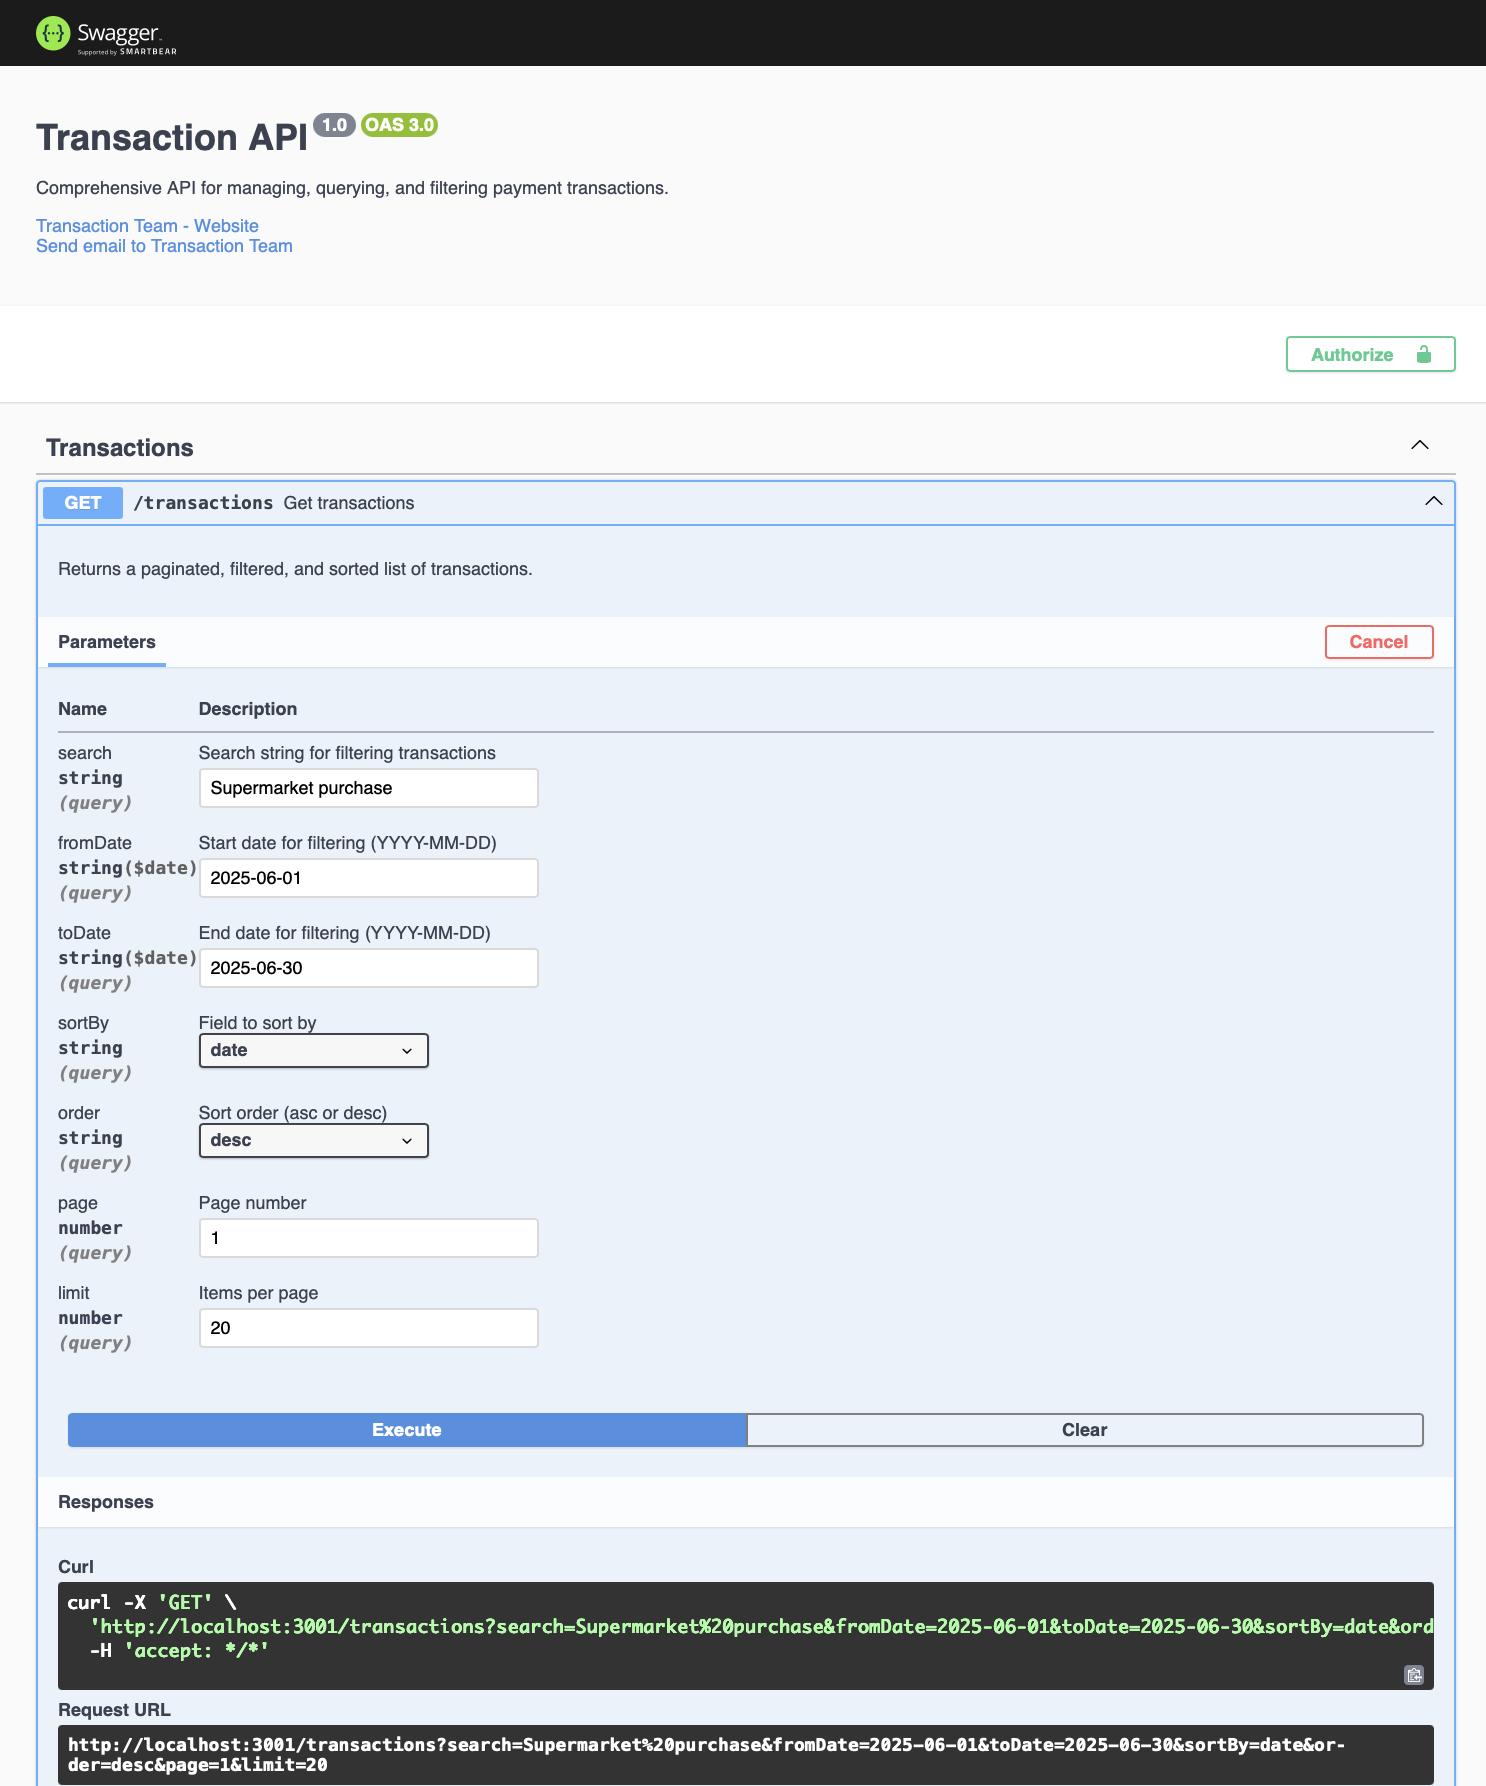 Swagger
Supported by SMARTBEAR
Transaction API 1.0 OAS 3.0
Comprehensive API for managing, querying, and filtering payment transactions.
Transaction Team - Website
Send email to Transaction Team
Authorize
Transactions
GET /transactions Get transactions
Returns a paginated, filtered, and sorted list of transactions.
Parameters Cancel
Name Description
search Search string for filtering transactions
string Supermarket purchase
(query)
fromDate Start date for filtering (YYYY-MM-DD)
string($date) 2025-06-01
(query)
toDate End date for filtering (YYYY-MM-DD)
string($date) 2025-06-30
(query)
sortBy Field to sort by
string date
(query)
order Sort order (asc or desc)
string desc
(query)
page Page number
number 1
(query)
limit Items per page
number 20
(query)
Execute Clear
Responses
Curl
curl -X 'GET' \
'http://localhost:3001/transactions?search=Supermarket%20purchase&fromDate=2025-06-01&toDate=2025-06-30&sortBy=date&ord
-H 'accept: */*'
Request URL
http://localhost:3001/transactions?search=Supermarket%20purchase&fromDate=2025-06-01&toDate=2025-06-30&sortBy=date&or-
der=desc&page=1&limit=20